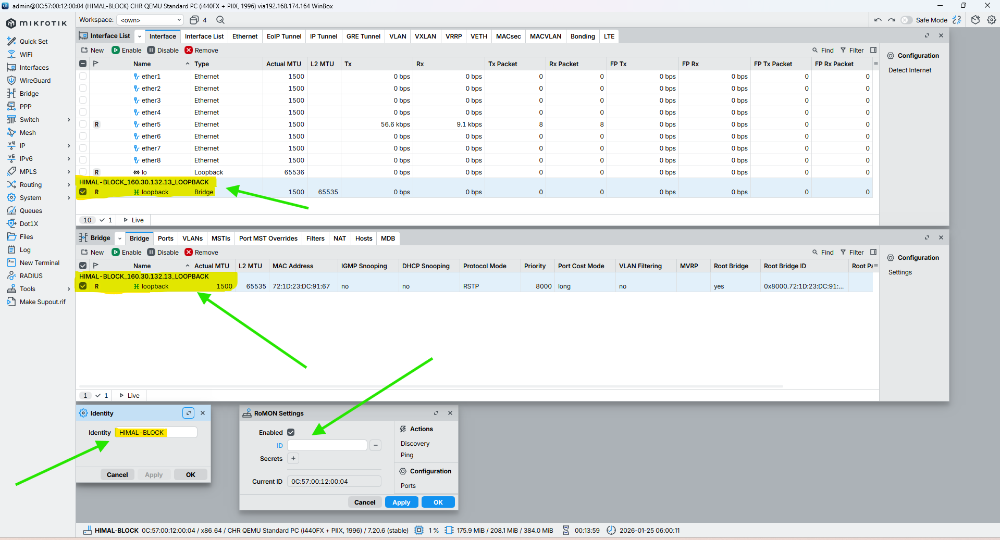 admin@0C:57:00:12:00:04 (HIMAL-BLOCK) CHR QEMU Standard PC (i440FX + PIIX, 1996) via192.168.174.164 WinBox
MikroTik
Workspace: <own> 4 Safe Mode
Quick Set
WiFi
Interfaces
WireGuard
Bridge
PPP
Switch
Mesh
IP
IPv6
MPLS
Routing
System
Queues
Dot1X
Files
Log
New Terminal
RADIUS
Tools
Make Supout.rif
Interface List Interface Interface List Ethernet EoIP Tunnel IP Tunnel GRE Tunnel VLAN VXLAN VRRP VETH MACsec MACVLAN Bonding LTE
New Enable Disable Remove Find Filter
Name Type Actual MTU L2 MTU Tx Rx Tx Packet Rx Packet FP Tx FP Rx FP Tx Packet FP Rx Packet
ether1 Ethernet 1500 0 bps 0 bps 0 0 0 bps 0 bps 0 0
ether2 Ethernet 1500 0 bps 0 bps 0 0 0 bps 0 bps 0 0
ether3 Ethernet 1500 0 bps 0 bps 0 0 0 bps 0 bps 0 0
ether4 Ethernet 1500 0 bps 0 bps 0 0 0 bps 0 bps 0 0
R ether5 Ethernet 1500 56.6 kbps 9.1 kbps 8 8 0 bps 0 bps 0 0
ether6 Ethernet 1500 0 bps 0 bps 0 0 0 bps 0 bps 0 0
ether7 Ethernet 1500 0 bps 0 bps 0 0 0 bps 0 bps 0 0
ether8 Ethernet 1500 0 bps 0 bps 0 0 0 bps 0 bps 0 0
R lo Loopback 65536 0 bps 0 bps 0 0 0 bps 0 bps 0 0
HIMAL-BLOCK_160.30.132.13_LOOPBACK
R loopback Bridge 1500 65535 0 bps 0 bps 0 0 0 bps 0 bps 0 0
10 1 Live
Configuration
Detect Internet
Bridge Bridge Ports VLANs MSTIs Port MST Overrides Filters NAT Hosts MDB
New Enable Disable Remove Find Filter
Name Actual MTU L2 MTU MAC Address IGMP Snooping DHCP Snooping Protocol Mode Priority Port Cost Mode VLAN Filtering MVRP Root Bridge Root Bridge ID Root Pa
HIMAL-BLOCK_160.30.132.13_LOOPBACK
R loopback 1500 65535 72:1D:23:DC:91:67 no no RSTP 8000 long no yes 0x8000.72:1D:23:DC:91:...
1 1 Live
Configuration
Settings
Identity
Identity HIMAL-BLOCK
Cancel Apply OK
RoMON Settings
Enabled
ID
Secrets
Current ID 0C:57:00:12:00:04
Actions
Discovery
Ping
Configuration
Ports
Cancel Apply OK
HIMAL-BLOCK 0C:57:00:12:00:04 / x86_64 / CHR QEMU Standard PC (i440FX + PIIX, 1996) / 7.20.6 (stable) 1 % 175.9 MiB / 208.1 MiB / 384.0 MiB 00:13:59 2026-01-25 06:00:11